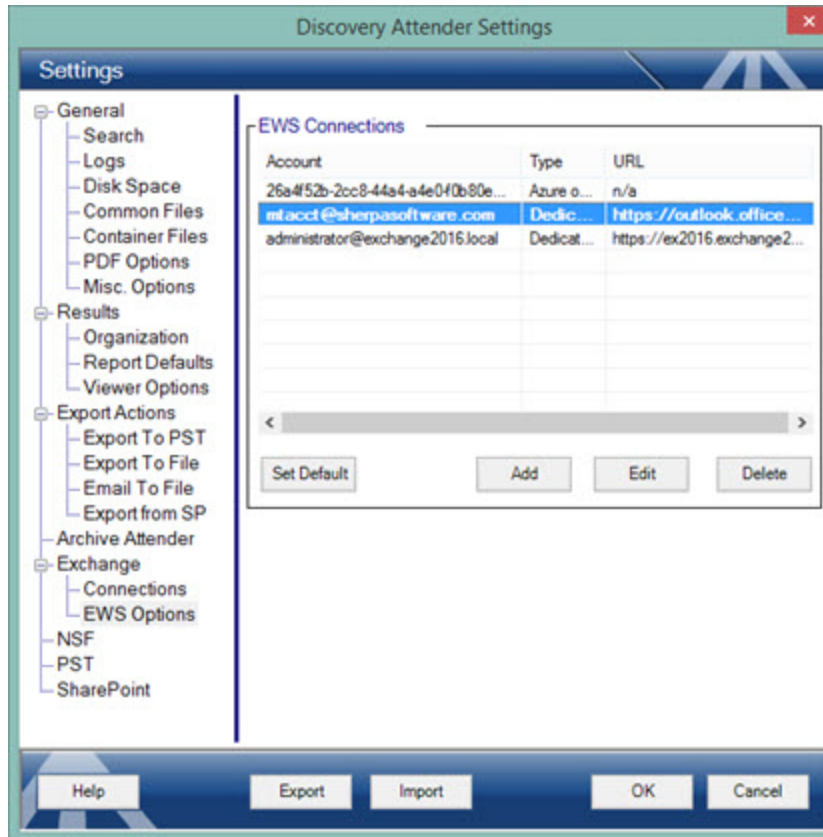 Discovery Attender Settings
Settings
General
Search
Logs
Disk Space
Common Files
Container Files
PDF Options
Misc. Options
Results
Organization
Report Defaults
Viewer Options
Export Actions
Export To PST
Export To File
Email To File
Export from SP
Archive Attender
Exchange
Connections
EWS Options
NSF
PST
SharePoint
EWS Connections
Account Type URL
26a4f52b-2cc8-44a4-a4e0-f0b80e... Azure o... n/a
mtacct@sherpasoftware.com Dedic... https://outlook.office...
administrator@exchange2016.local Dedicat... https://ex2016.exchange2...
Set Default Add Edit Delete
Help Export Import OK Cancel